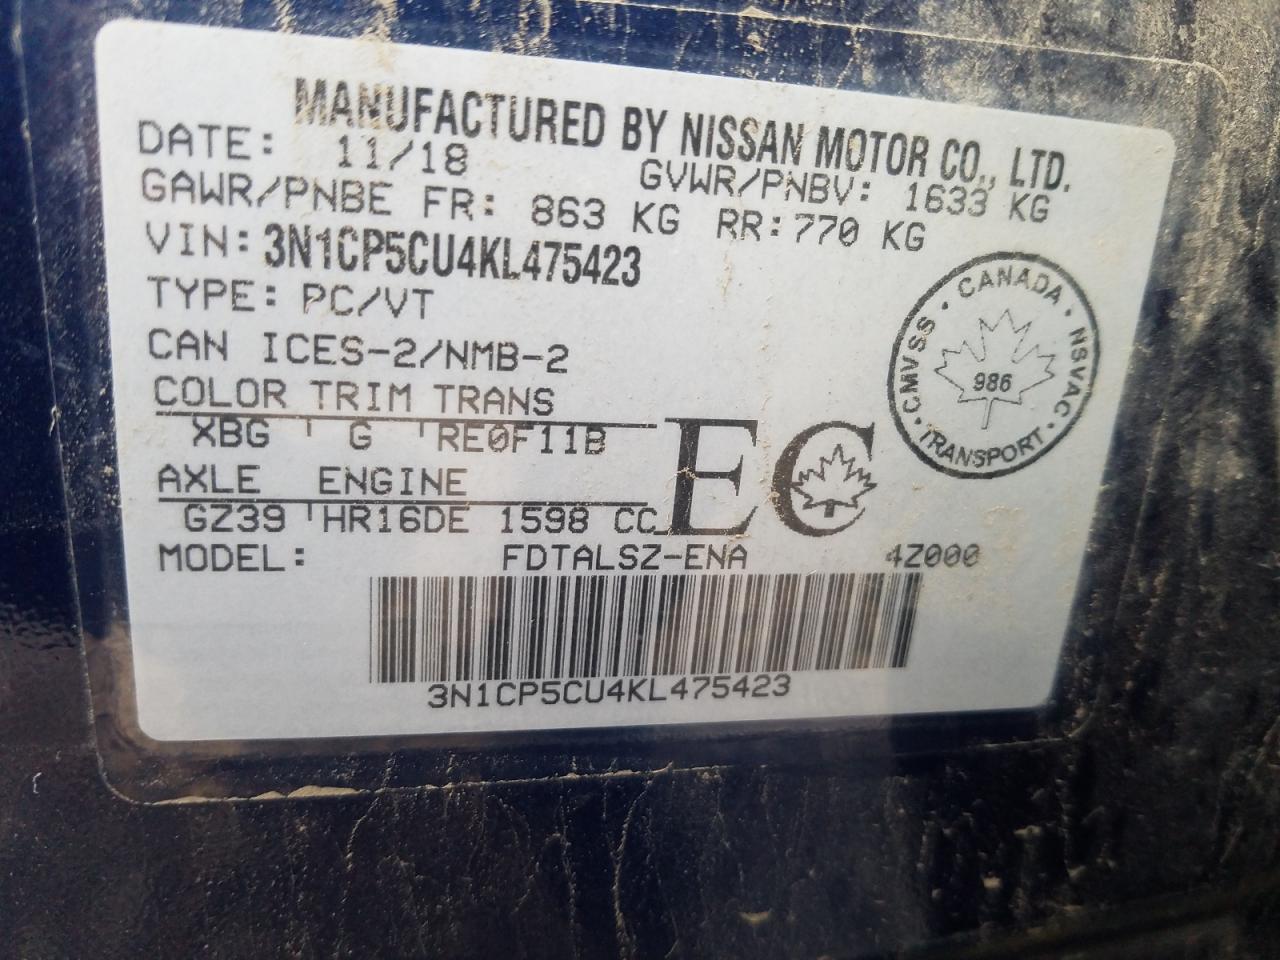 MANUFACTURED BY NISSAN MOTOR CO., LTD.
DATE: 11/18 GVWR/PNBV: 1633 KG
GAWR/PNBE FR: 863 KG RR: 770 KG
VIN: 3N1CP5CU4KL475423
TYPE: PC/VT
CAN ICES-2/NMB-2
COLOR TRIM TRANS
XBG G RE0F11B
AXLE ENGINE
GZ39 HR16DE 1598 CC
EC
CANADA · NSVAC · TRANSPORT · CMVSS ·
986
MODEL: FDTALSZ-ENA 4Z000
3N1CP5CU4KL475423